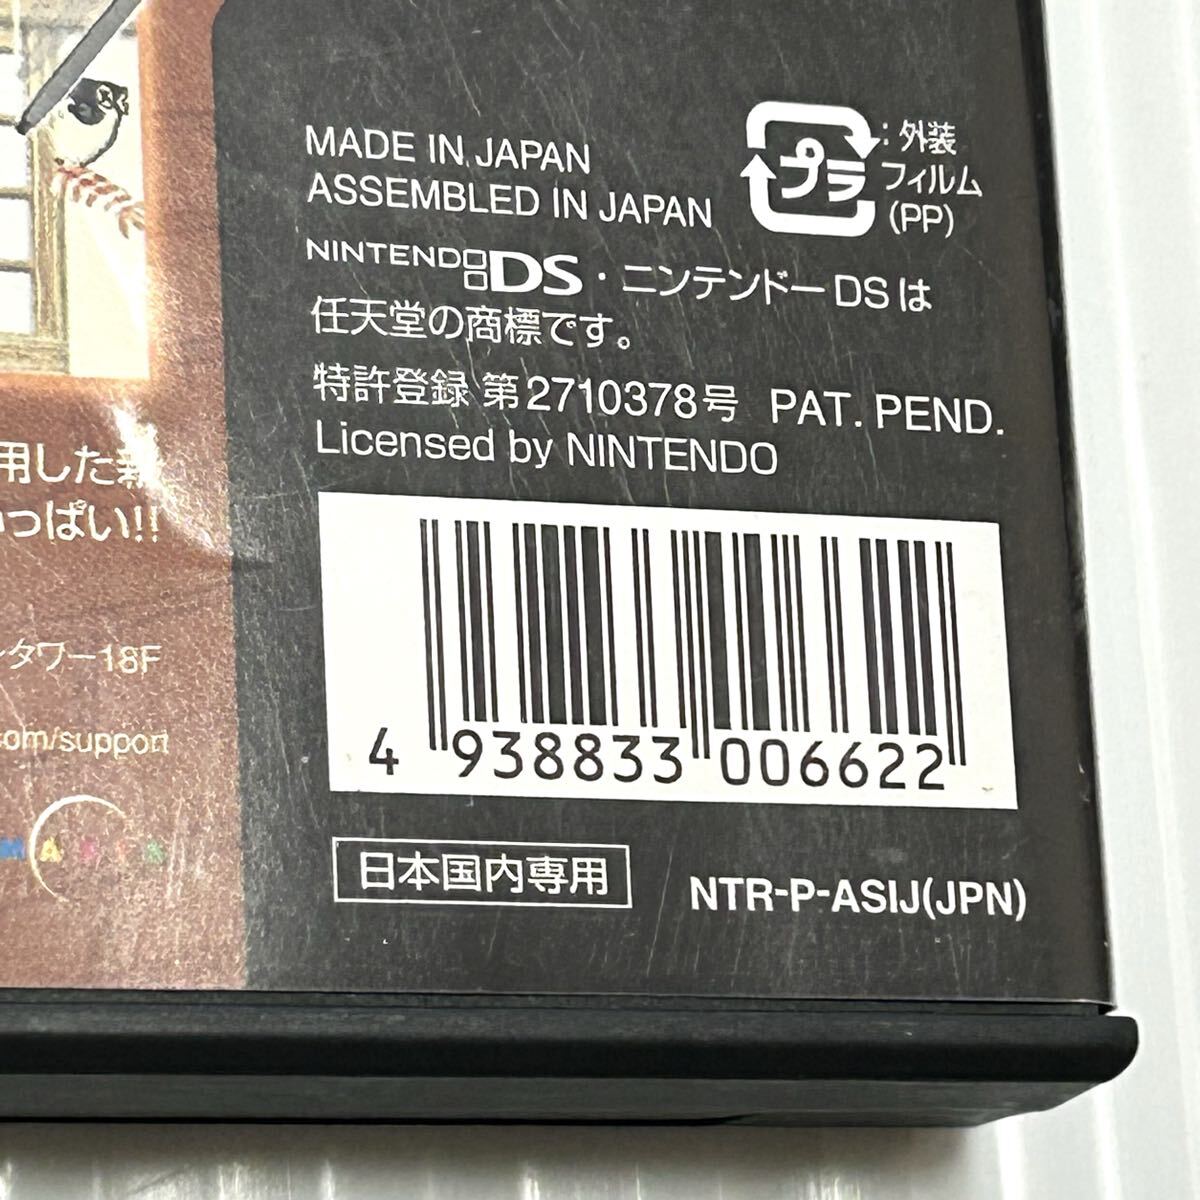 MADE IN JAPAN
ASSEMBLED IN JAPAN
プラ
:外装
フィルム
(PP)
NINTENDO DS・ニンテンドーDSは
任天堂の商標です。
特許登録 第2710378号 PAT. PEND.
Licensed by NINTENDO
用した
っぱい!!
タワー18F
.com/support
4 938833 006622
日本国内専用
NTR-P-ASIJ(JPN)